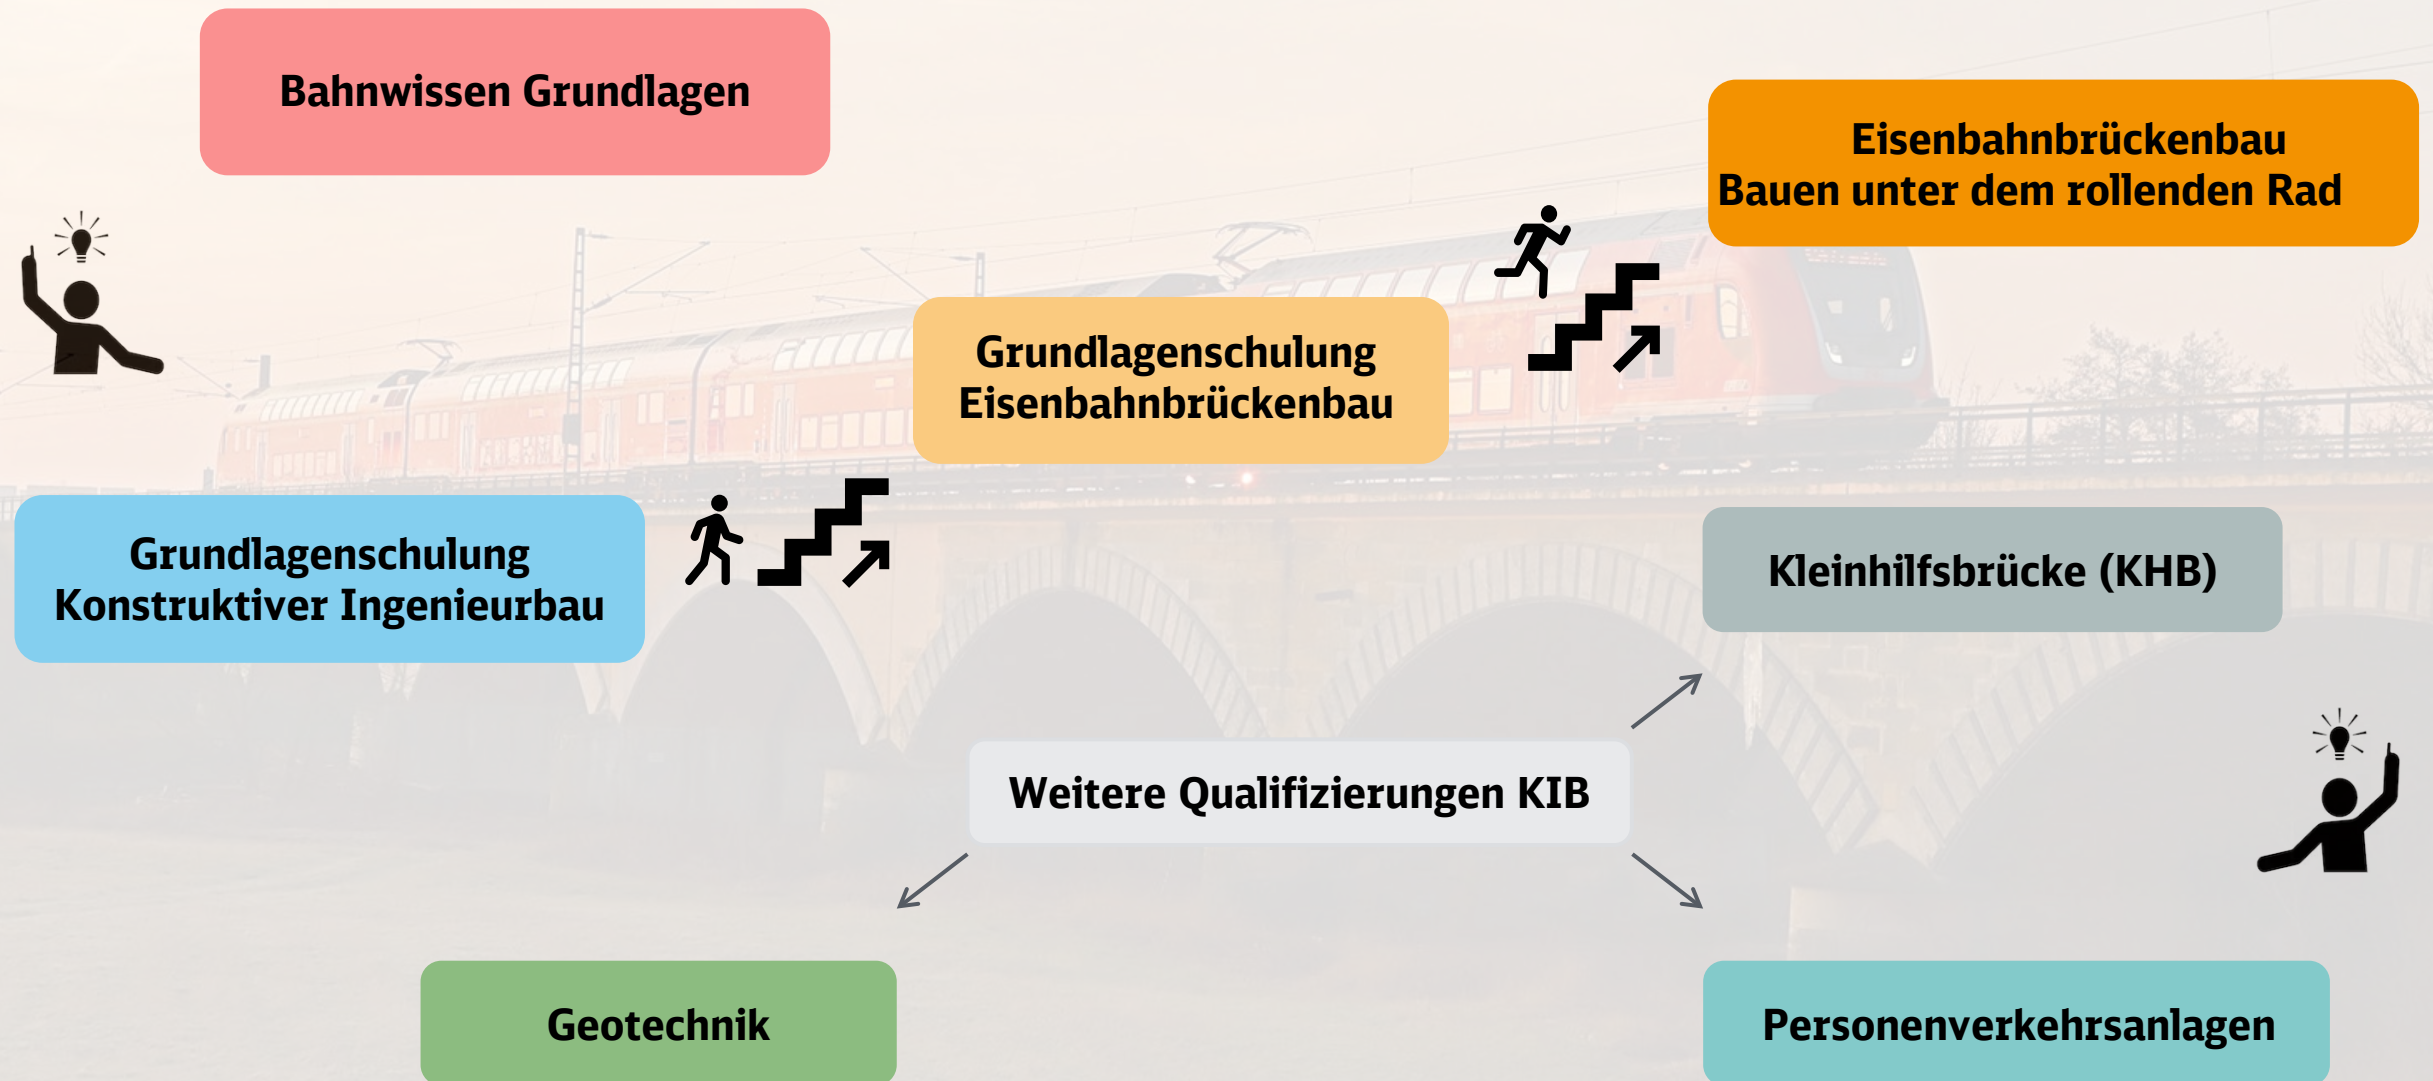 Bahnwissen Grundlagen
Eisenbahnbrückenbau
Bauen unter dem rollenden Rad
Grundlagenschulung
Eisenbahnbrückenbau
Grundlagenschulung
Konstruktiver Ingenieurbau
Kleinhilfsbrücke (KHB)
Weitere Qualifizierungen KIB
Geotechnik
Personenverkehrsanlagen